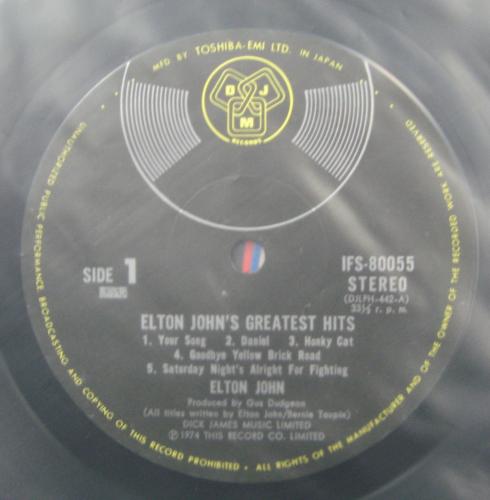 MFD BY TOSHIBA-EMI LTD. IN JAPAN
D J M
RECORDS
SIDE 1
IFS-80055
STEREO
(DJLPH-442-A)
33⅓ r. p. m.
ELTON JOHN'S GREATEST HITS
1. Your Song 2. Daniel 3. Honky Cat
4. Goodbye Yellow Brick Road
5. Saturday Night's Alright For Fighting
ELTON JOHN
Produced by Gus Dudgeon
(All titles written by Elton John/Bernie Taupin)
DICK JAMES MUSIC LIMITED
Ⓟ1974 THIS RECORD CO. LIMITED
UNAUTHORIZED PUBLIC PERFORMANCE, BROADCASTING AND COPYING OF THIS RECORD PROHIBITED • ALL RIGHTS OF THE MANUFACTURER AND OF THE OWNER OF THE RECORDED WORK ARE RESERVED